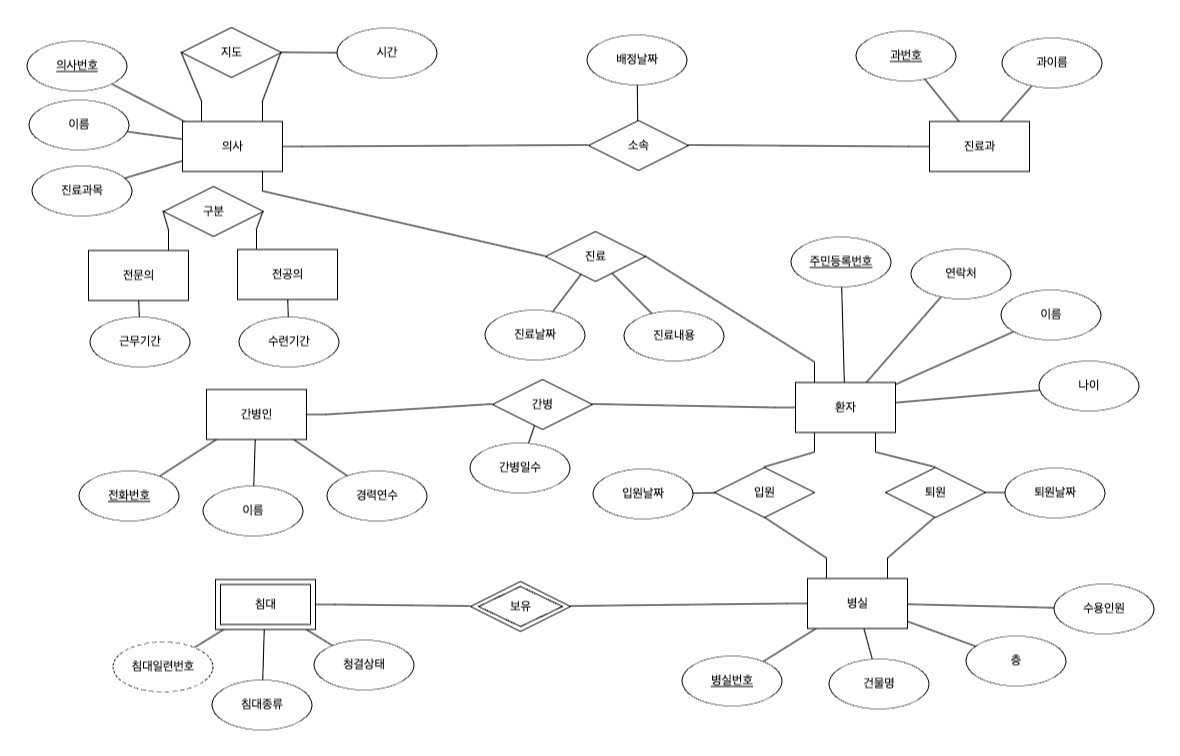 지도
시간
의사번호
이름
진료과목
의사
배정날짜
소속
과번호
과이름
진료과
구분
전문의
전공의
근무기간
수련기간
진료
진료날짜
진료내용
주민등록번호
연락처
이름
나이
환자
간병인
간병
간병일수
전화번호
이름
경력연수
입원날짜
입원
퇴원
퇴원날짜
침대
보유
병실
수용인원
침대일련번호
청결상태
침대종류
병실번호
건물명
층